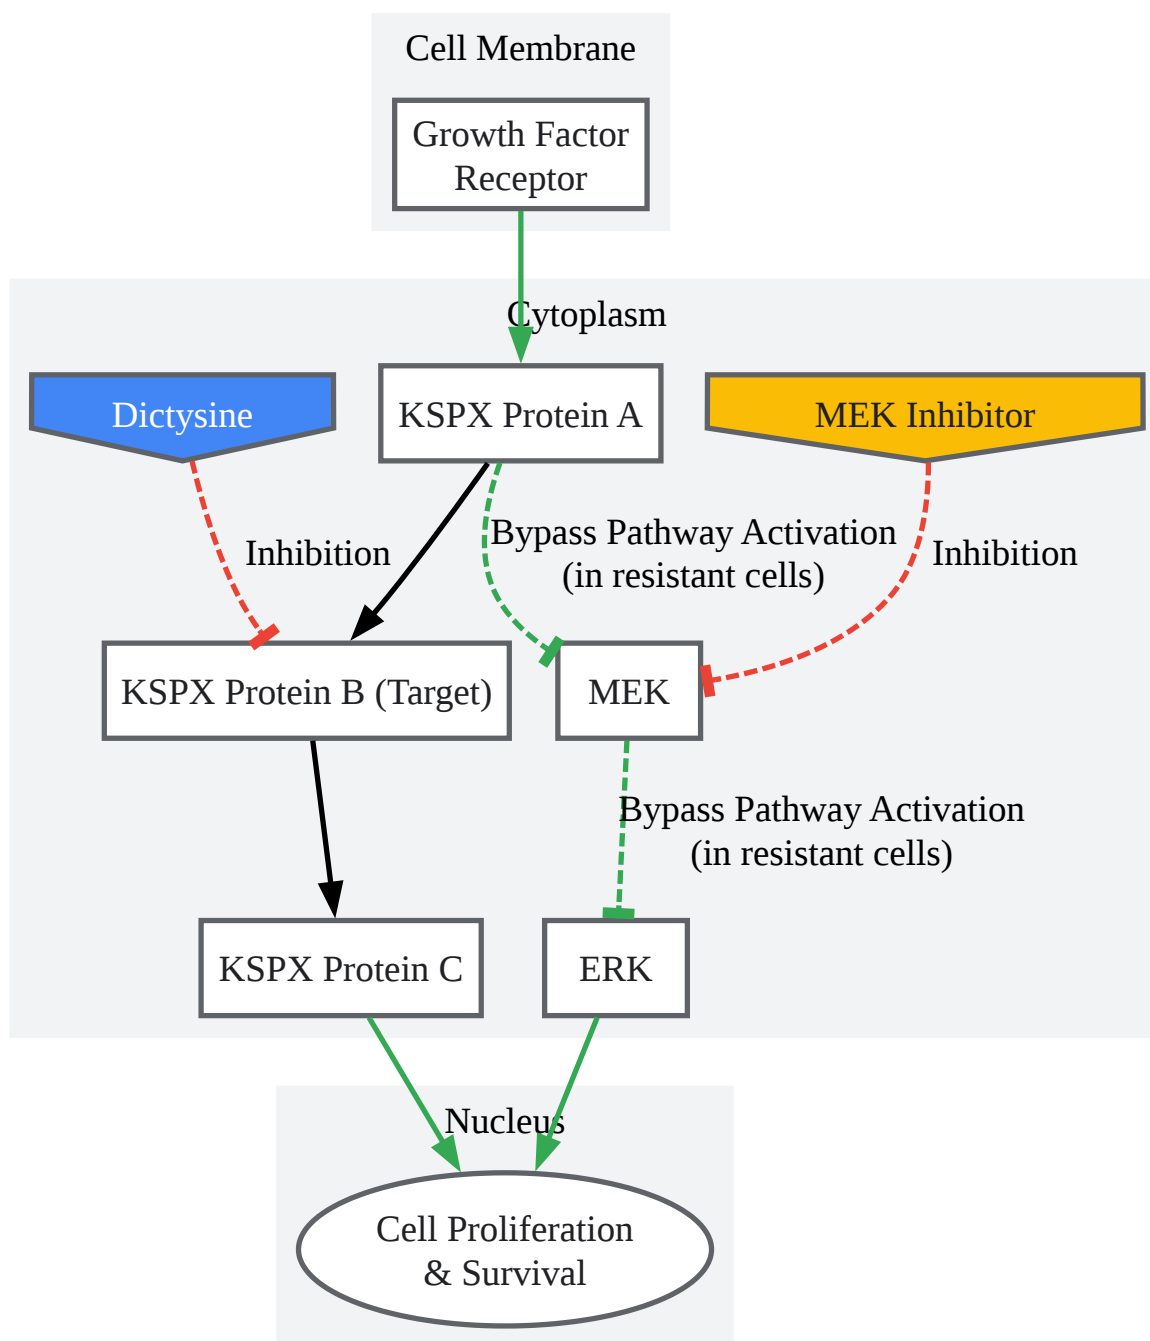 Cell Membrane
Growth Factor
Receptor
Cytoplasm
Dictysine
KSPX Protein A
MEK Inhibitor
Inhibition
Bypass Pathway Activation
(in resistant cells)
Inhibition
KSPX Protein B (Target)
MEK
Bypass Pathway Activation
(in resistant cells)
KSPX Protein C
ERK
Nucleus
Cell Proliferation
& Survival